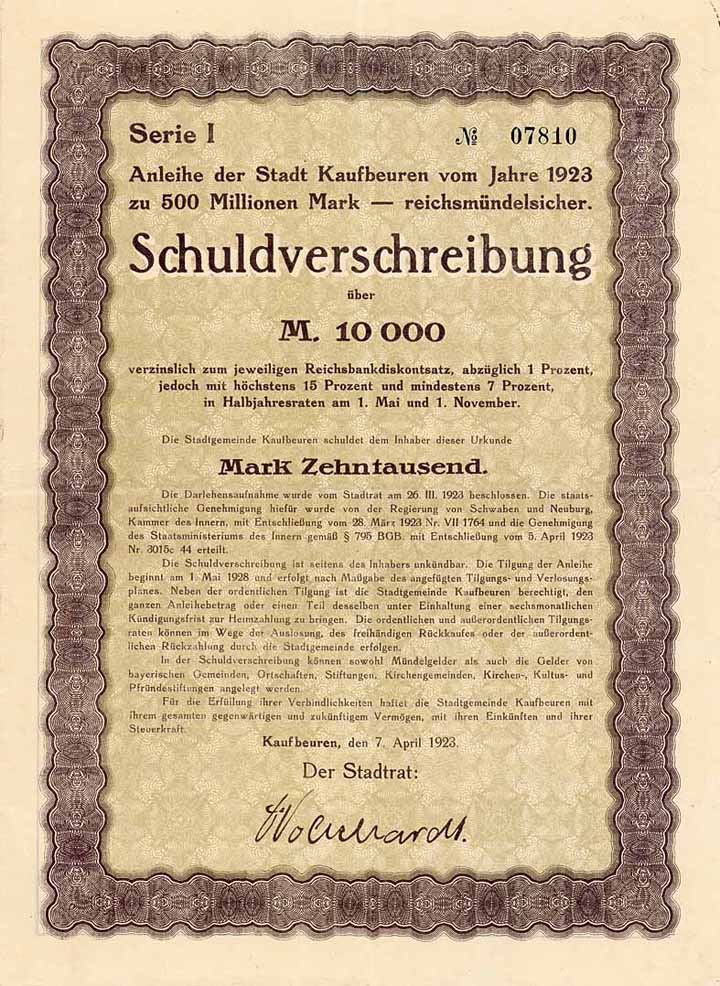 Serie I № 07810
Anleihe der Stadt Kaufbeuren vom Jahre 1923
zu 500 Millionen Mark — reichsmündelsicher.
Schuldverschreibung
über
M. 10 000
verzinslich zum jeweiligen Reichsbankdiskontsatz, abzüglich 1 Prozent,
jedoch mit höchstens 15 Prozent und mindestens 7 Prozent,
in Halbjahresraten am 1. Mai und 1. November.
Die Stadtgemeinde Kaufbeuren schuldet dem Inhaber dieser Urkunde
Mark Zehntausend.
Die Darlehensaufnahme wurde vom Stadtrat am 26. III. 1923 beschlossen. Die staats-
aufsichtliche Genehmigung hiefür wurde von der Regierung von Schwaben und Neuburg,
Kammer des Innern, mit Entschließung vom 28. März 1923 Nr. VII 1764 und die Genehmigung
des Staatsministeriums des Innern gemäß § 795 BGB. mit Entschließung vom 5. April 1923
Nr. 3015c 44 erteilt.
Die Schuldverschreibung ist seitens des Inhabers unkündbar. Die Tilgung der Anleihe
beginnt am 1. Mai 1928 und erfolgt nach Maßgabe des angefügten Tilgungs- und Verlosungs-
planes. Neben der ordentlichen Tilgung ist die Stadtgemeinde Kaufbeuren berechtigt, den
ganzen Anleihebetrag oder einen Teil desselben unter Einhaltung einer sechsmonatlichen
Kündigungsfrist zur Heimzahlung zu bringen. Die ordentlichen und außerordentlichen Tilgungs-
raten können im Wege der Auslosung, des freihändigen Rückkaufes oder der außerordent-
lichen Rückzahlung durch die Stadtgemeinde erfolgen.
In der Schuldverschreibung können sowohl Mündelgelder als auch die Gelder von
bayerischen Gemeinden, Ortschaften, Stiftungen, Kirchengemeinden, Kirchen-, Kultus- und
Pfründestiftungen angelegt werden.
Für die Erfüllung ihrer Verbindlichkeiten haftet die Stadtgemeinde Kaufbeuren mit
ihrem gesamten gegenwärtigen und zukünftigem Vermögen, mit ihren Einkünften und ihrer
Steuerkraft.
Kaufbeuren, den 7. April 1923.
Der Stadtrat: